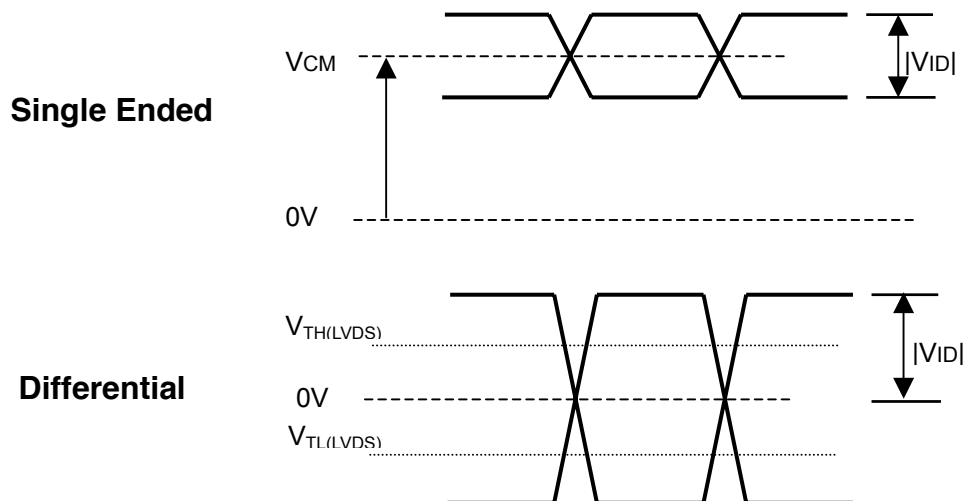 VCM
|VID|
Single Ended
0V
VTH(LVDS)
|VID|
Differential
0V
VTL(LVDS)